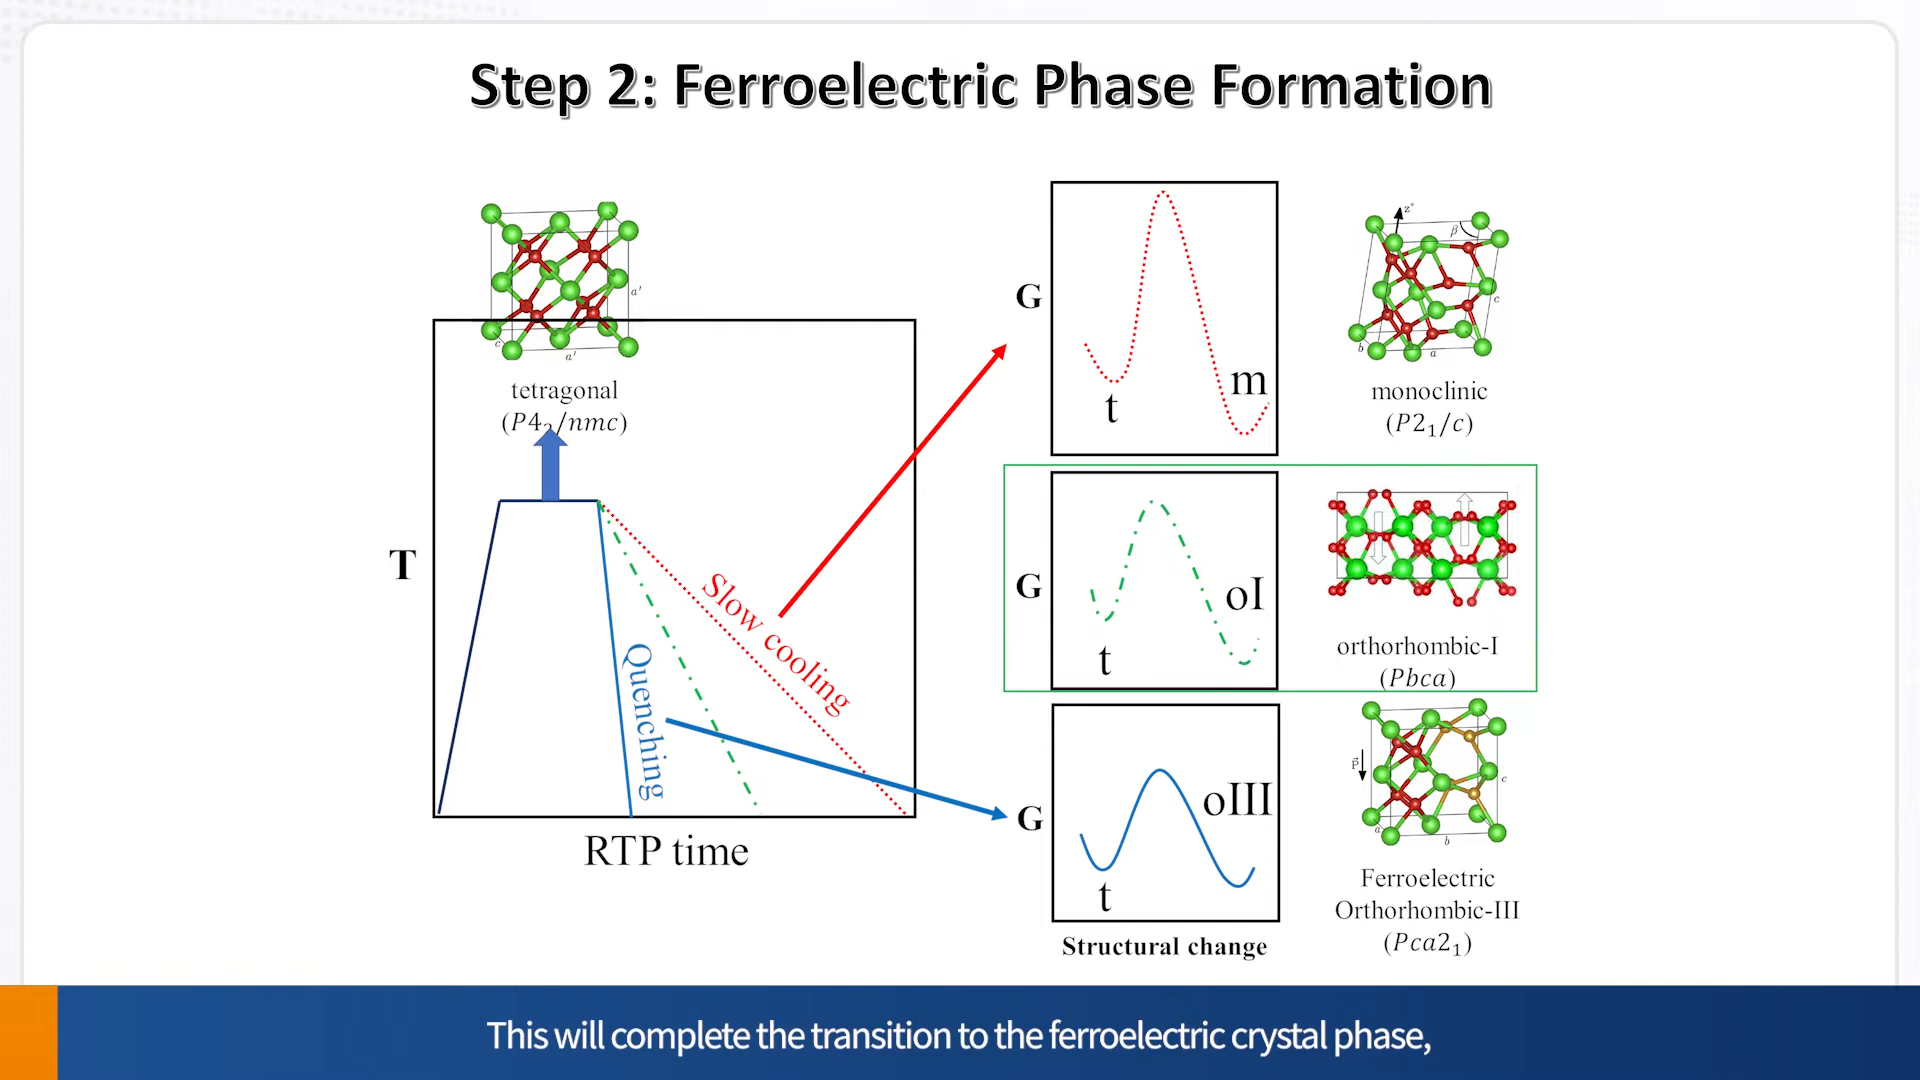 Step 2: Ferroelectric Phase Formation
a'
c
a'
tetragonal
(P4₂/nmc)
T
Slow cooling
Quenching
RTP time
G
t
m
z*
β
c
b
a
monoclinic
(P2₁/c)
G
t
oI
orthorhombic-I
(Pbca)
G
t
oIII
Structural change
P⃗
c
a
b
Ferroelectric
Orthorhombic-III
(Pca2₁)
This will complete the transition to the ferroelectric crystal phase,